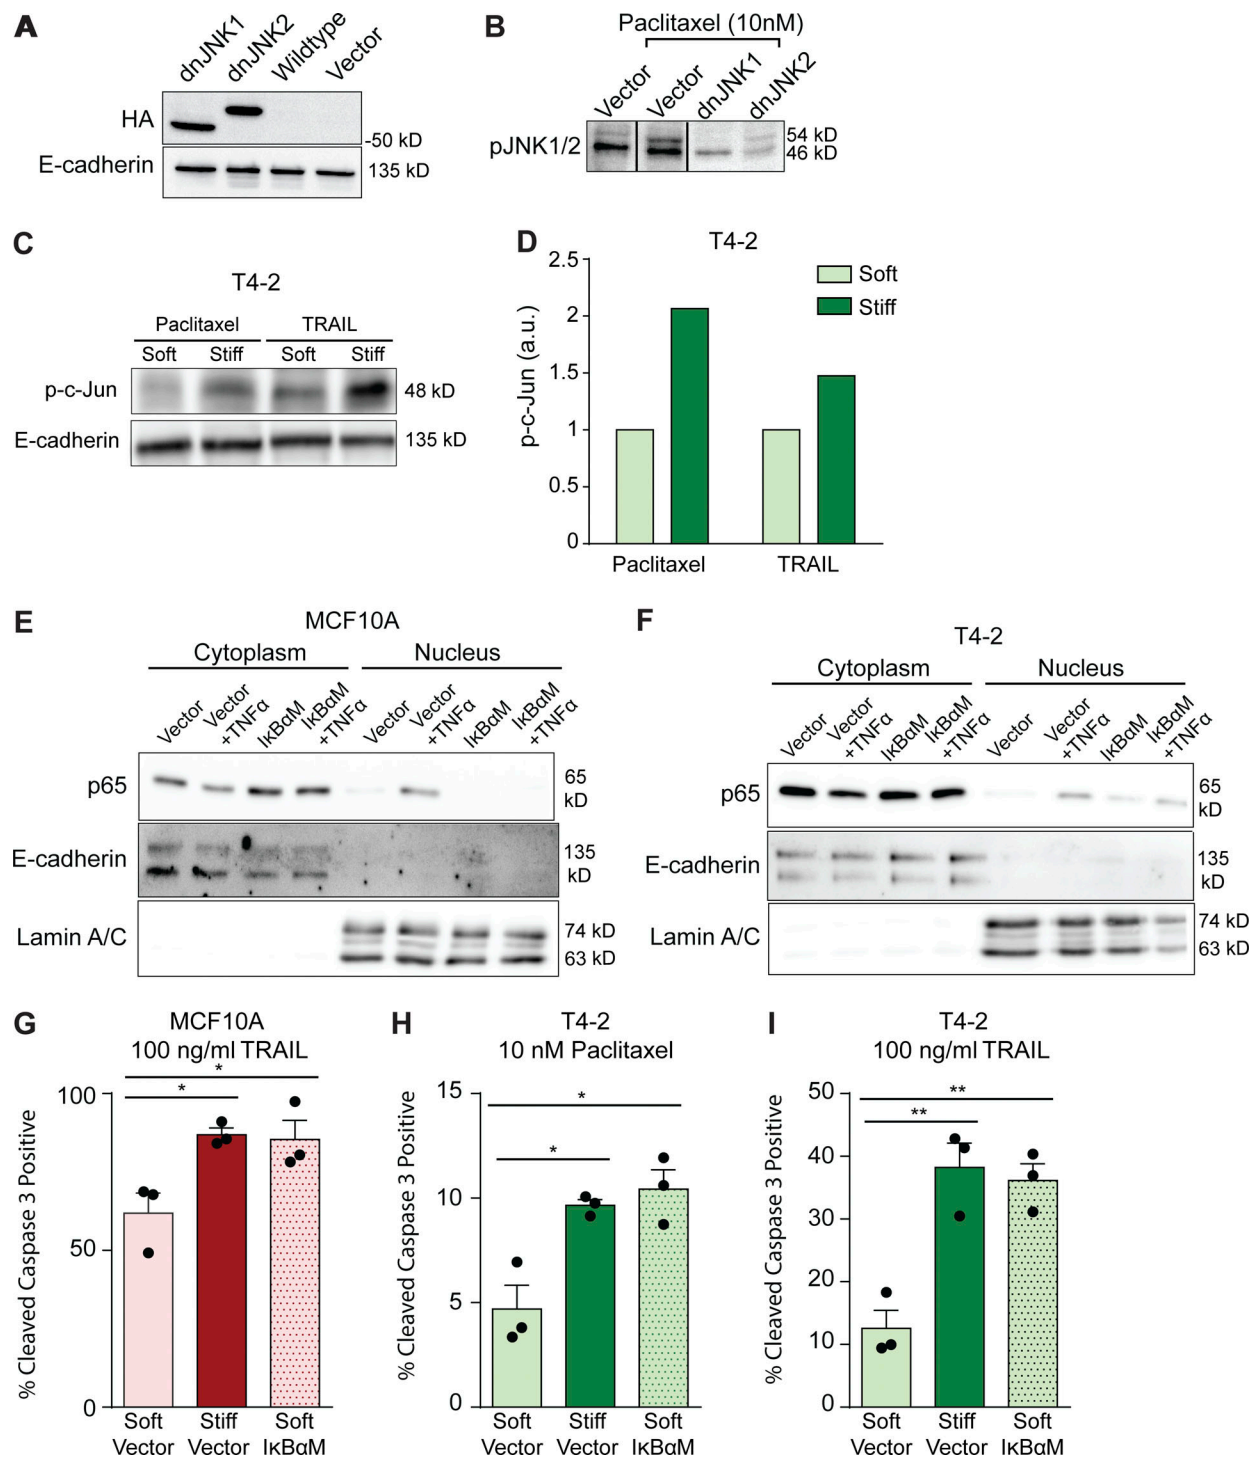 A
dnJNK1
dnJNK2
Wildtype
Vector
HA
-50 kD
E-cadherin
135 kD
B
Paclitaxel (10nM)
Vector
Vector
dnJNK1
dnJNK2
pJNK1/2
54 kD
46 kD
C
T4-2
Paclitaxel TRAIL
Soft Stiff Soft Stiff
p-c-Jun
48 kD
E-cadherin
135 kD
D
T4-2
Soft
Stiff
p-c-Jun (a.u.)
2.5
2
1.5
1
0.5
0
Paclitaxel TRAIL
E
MCF10A
Cytoplasm Nucleus
Vector
Vector
+TNFα
IκBαM
IκBαM
+TNFα
Vector
Vector
+TNFα
IκBαM
IκBαM
+TNFα
p65
65
kD
E-cadherin
135
kD
Lamin A/C
74 kD
63 kD
F
T4-2
Cytoplasm Nucleus
Vector
Vector
+TNFα
IκBαM
IκBαM
+TNFα
Vector
Vector
+TNFα
IκBαM
IκBαM
+TNFα
p65
65
kD
E-cadherin
135
kD
Lamin A/C
74 kD
63 kD
G
MCF10A
100 ng/ml TRAIL
*
*
% Cleaved Caspase 3 Positive
100
50
0
Soft
Vector
Stiff
Vector
Soft
IκBαM
H
T4-2
10 nM Paclitaxel
*
*
% Cleaved Caspase 3 Positive
15
10
5
0
Soft
Vector
Stiff
Vector
Soft
IκBαM
I
T4-2
100 ng/ml TRAIL
**
**
% Cleaved Caspase 3 Positive
50
40
30
20
10
0
Soft
Vector
Stiff
Vector
Soft
IκBαM